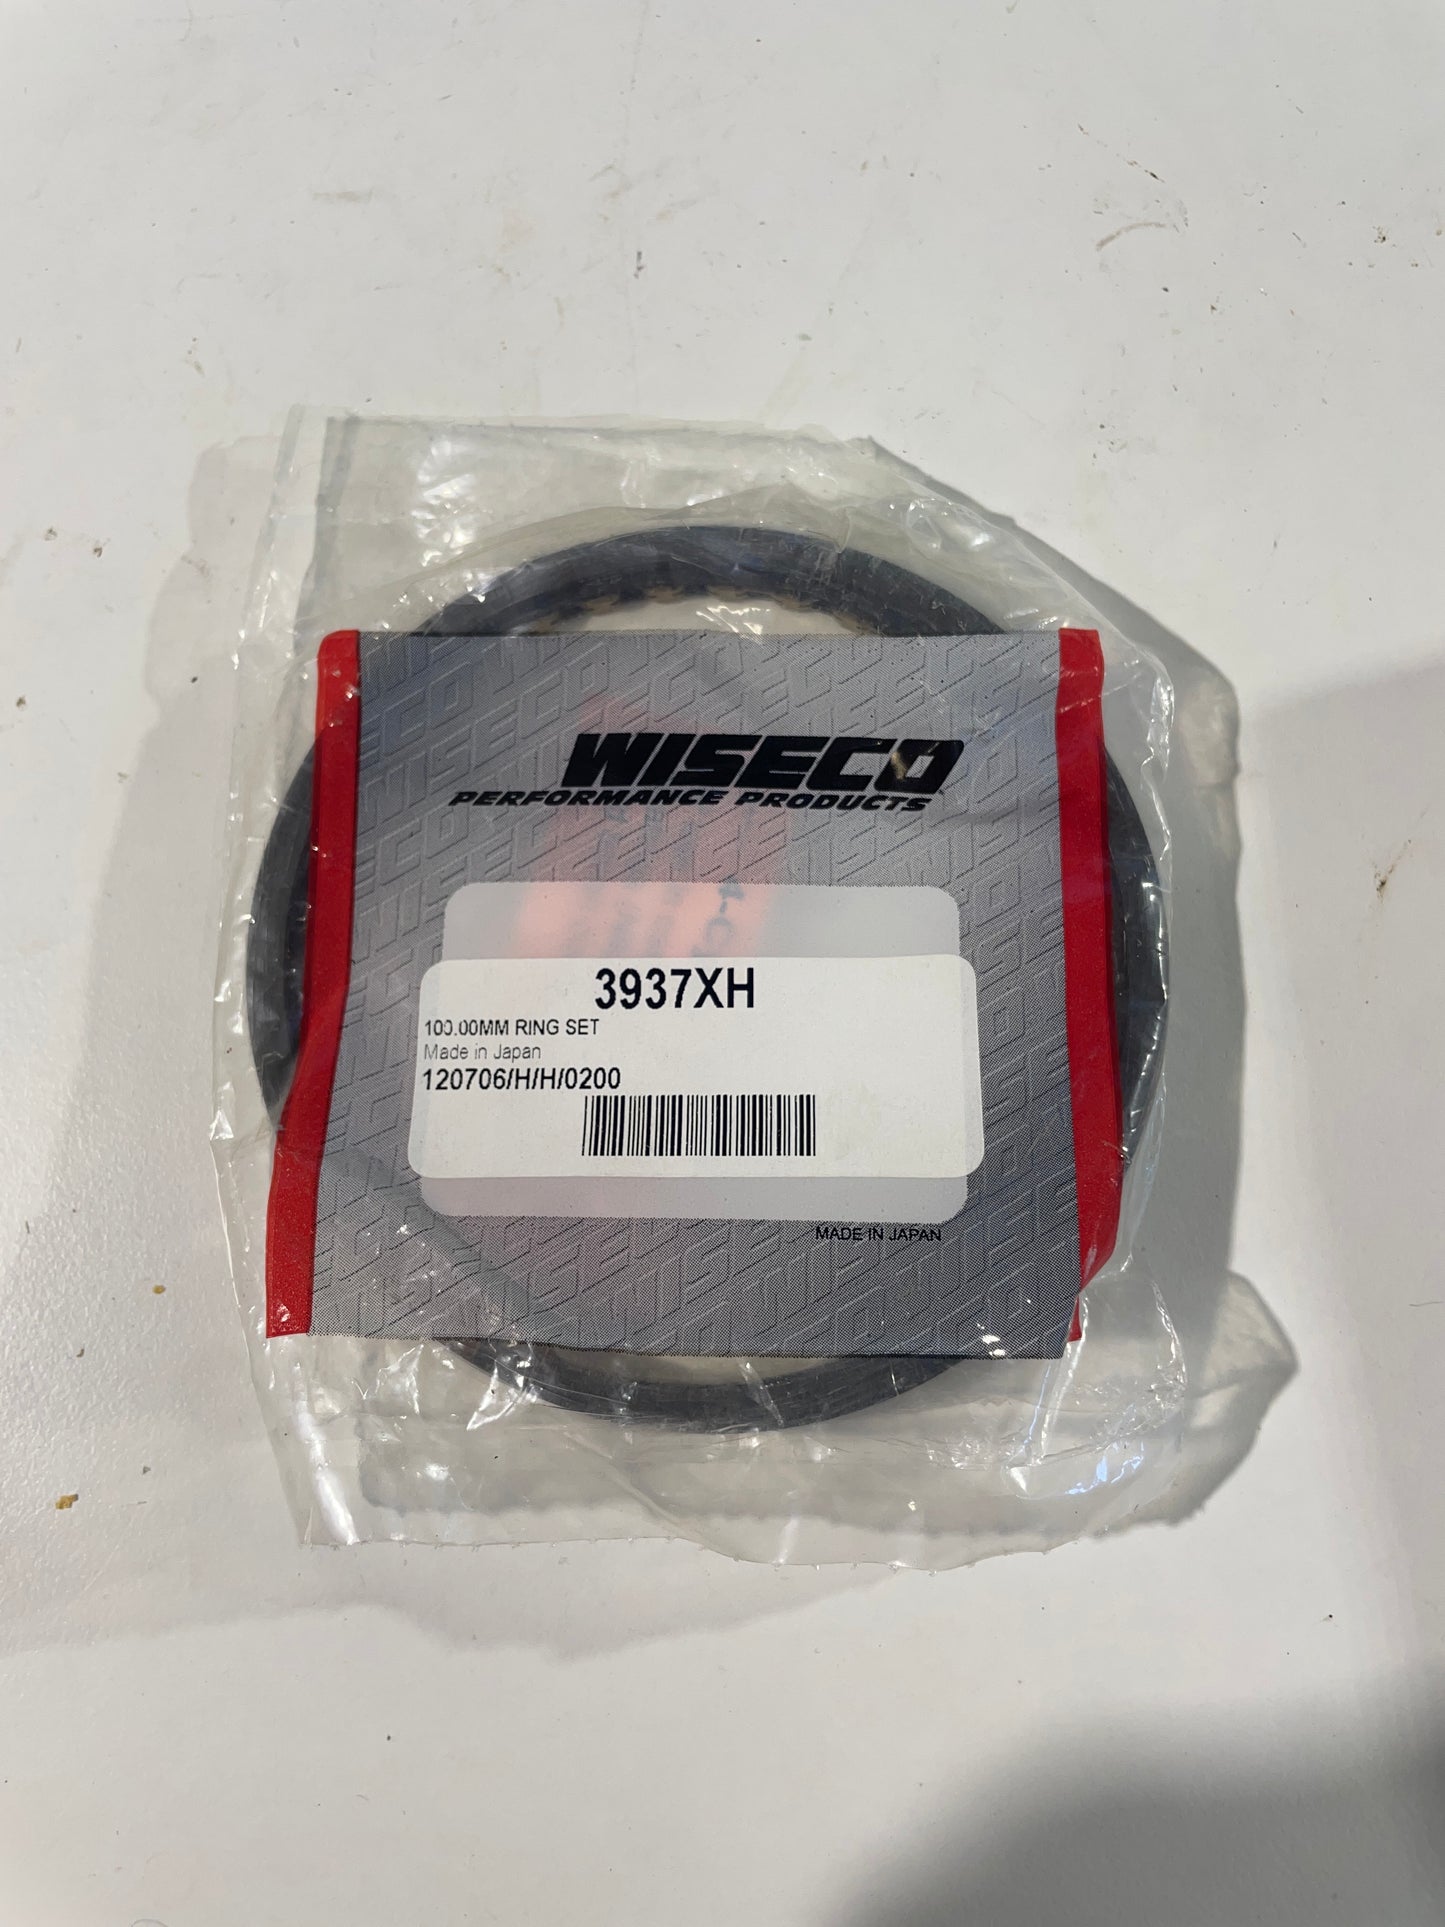 WISECO
PERFORMANCE PRODUCTS
3937XH
100.00MM RING SET
Made in Japan
120706/H/H/0200
MADE IN JAPAN